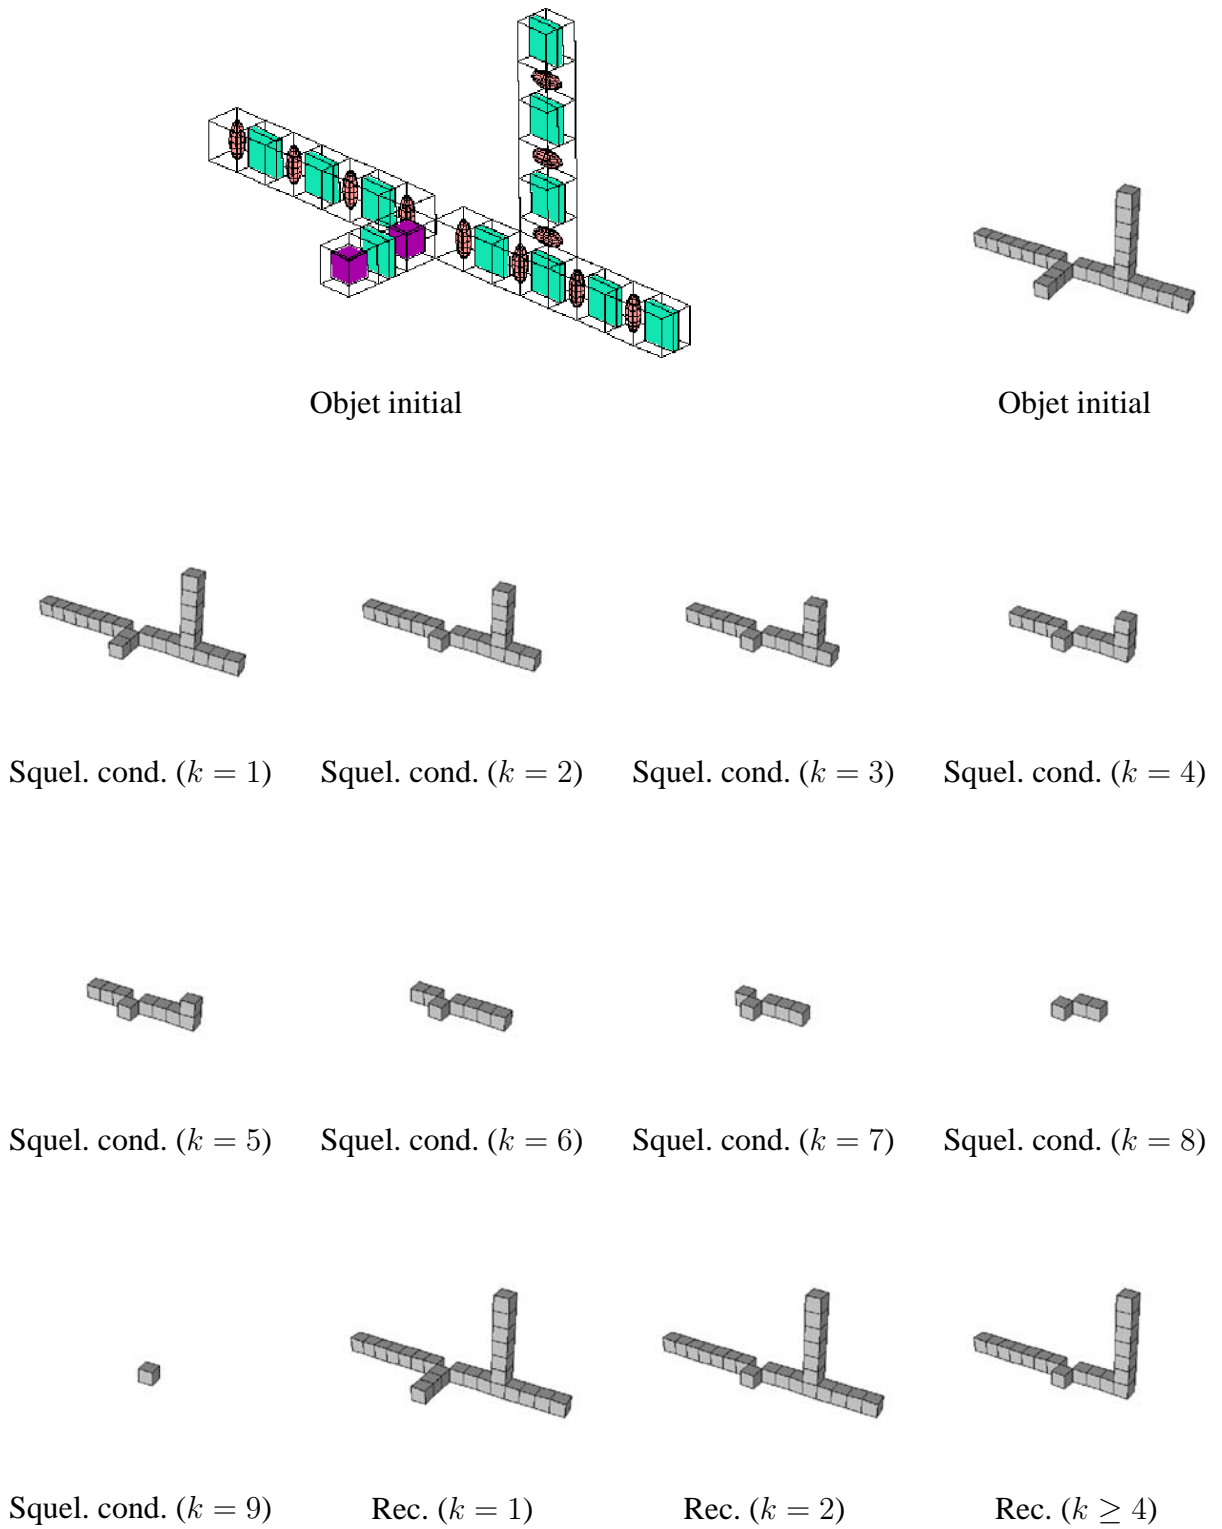 Objet initial
Objet initial
Squel. cond. (k = 1)
Squel. cond. (k = 2)
Squel. cond. (k = 3)
Squel. cond. (k = 4)
Squel. cond. (k = 5)
Squel. cond. (k = 6)
Squel. cond. (k = 7)
Squel. cond. (k = 8)
Squel. cond. (k = 9)
Rec. (k = 1)
Rec. (k = 2)
Rec. (k ≥ 4)